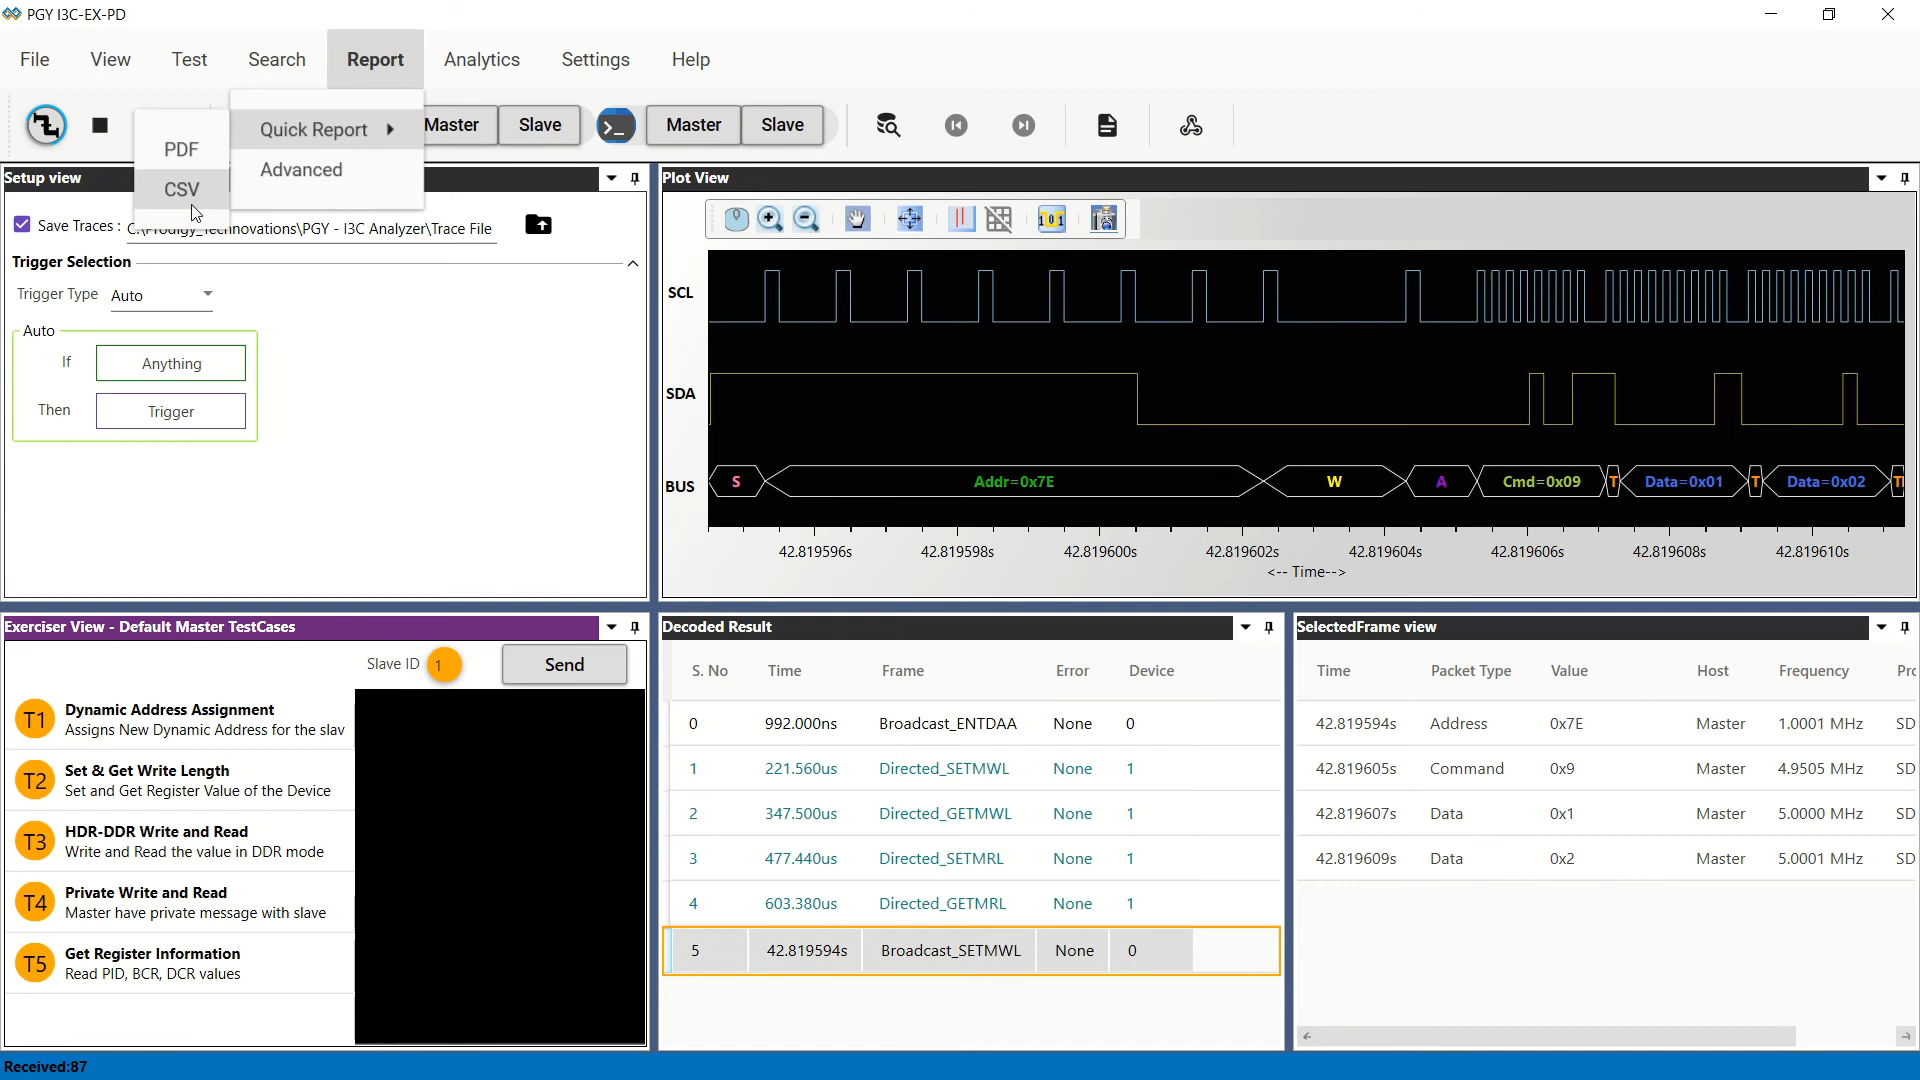 PGY I3C-EX-PD
File View Test Search Report Analytics Settings Help
Master Slave Master Slave
Quick Report
Advanced
PDF
CSV
Setup view
Save Traces : C:\Prodigy_Technovations\PGY - I3C Analyzer\Trace File
Trigger Selection
Trigger Type Auto
Auto
If Anything
Then Trigger
Plot View
SCL
SDA
BUS S Addr=0x7E W A Cmd=0x09 T Data=0x01 T Data=0x02 T
42.819596s 42.819598s 42.819600s 42.819602s 42.819604s 42.819606s 42.819608s 42.819610s
<-- Time-->
Exerciser View - Default Master TestCases
Slave ID 1 Send
T1 Dynamic Address Assignment
Assigns New Dynamic Address for the slav
T2 Set & Get Write Length
Set and Get Register Value of the Device
T3 HDR-DDR Write and Read
Write and Read the value in DDR mode
T4 Private Write and Read
Master have private message with slave
T5 Get Register Information
Read PID, BCR, DCR values
Decoded Result
S. No Time Frame Error Device
0 992.000ns Broadcast_ENTDAA None 0
1 221.560us Directed_SETMWL None 1
2 347.500us Directed_GETMWL None 1
3 477.440us Directed_SETMRL None 1
4 603.380us Directed_GETMRL None 1
5 42.819594s Broadcast_SETMWL None 0
SelectedFrame view
Time Packet Type Value Host Frequency Prc
42.819594s Address 0x7E Master 1.0001 MHz SD
42.819605s Command 0x9 Master 4.9505 MHz SD
42.819607s Data 0x1 Master 5.0000 MHz SD
42.819609s Data 0x2 Master 5.0001 MHz SD
Received:87